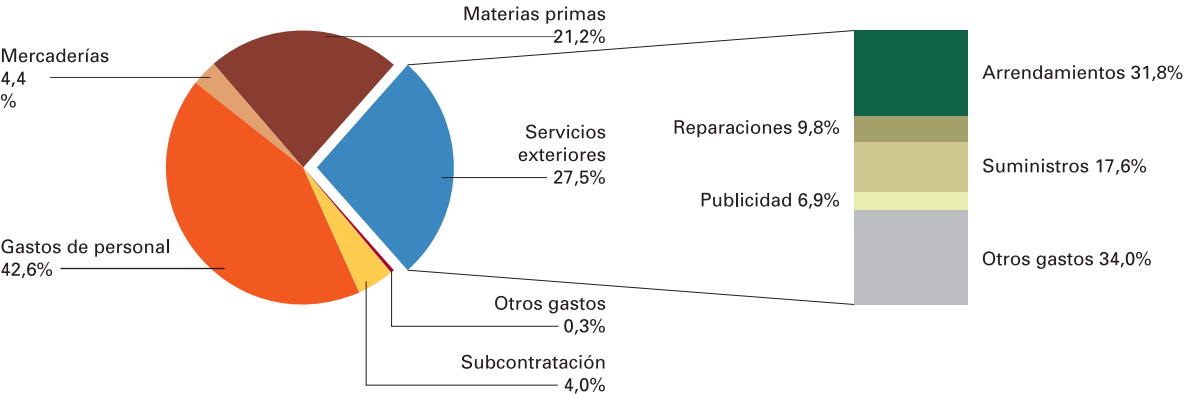 Materias primas
21,2%
Mercaderías
4,4
%
Servicios
exteriores
27,5%
Gastos de personal
42,6%
Otros gastos
0,3%
Subcontratación
4,0%
Arrendamientos 31,8%
Reparaciones 9,8%
Suministros 17,6%
Publicidad 6,9%
Otros gastos 34,0%